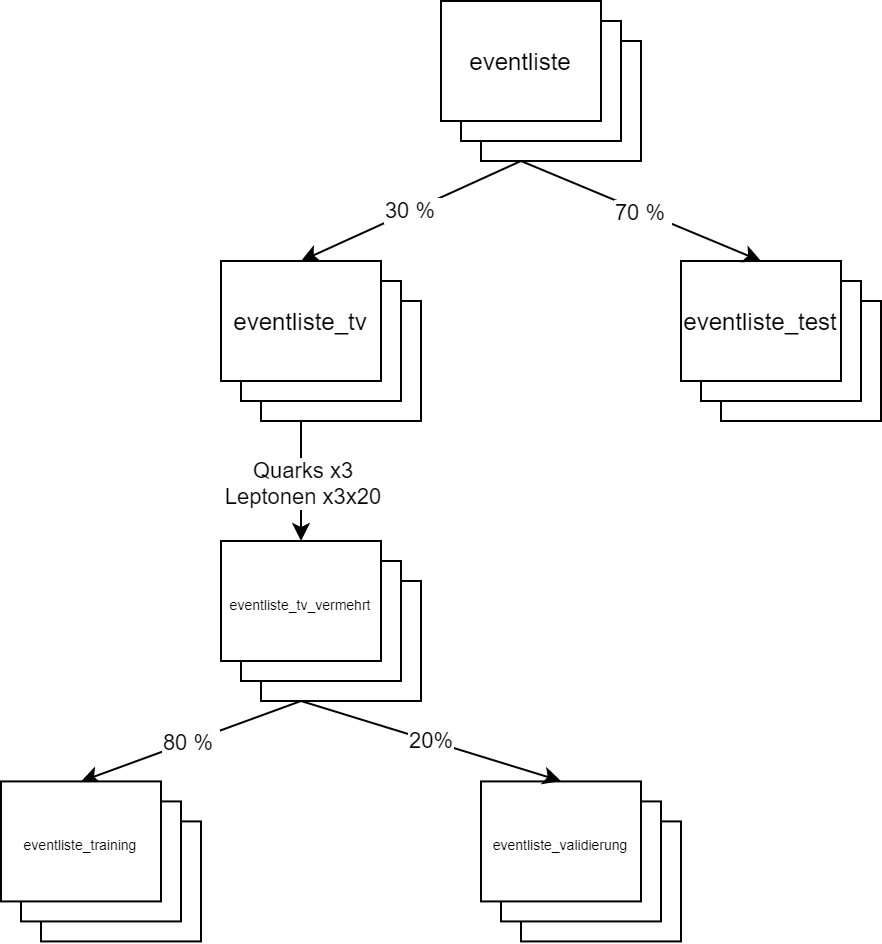 eventliste
30 %
70 %
eventliste_tv
eventliste_test
Quarks x3
Leptonen x3x20
eventliste_tv_vermehrt
80 %
20%
eventliste_training
eventliste_validierung